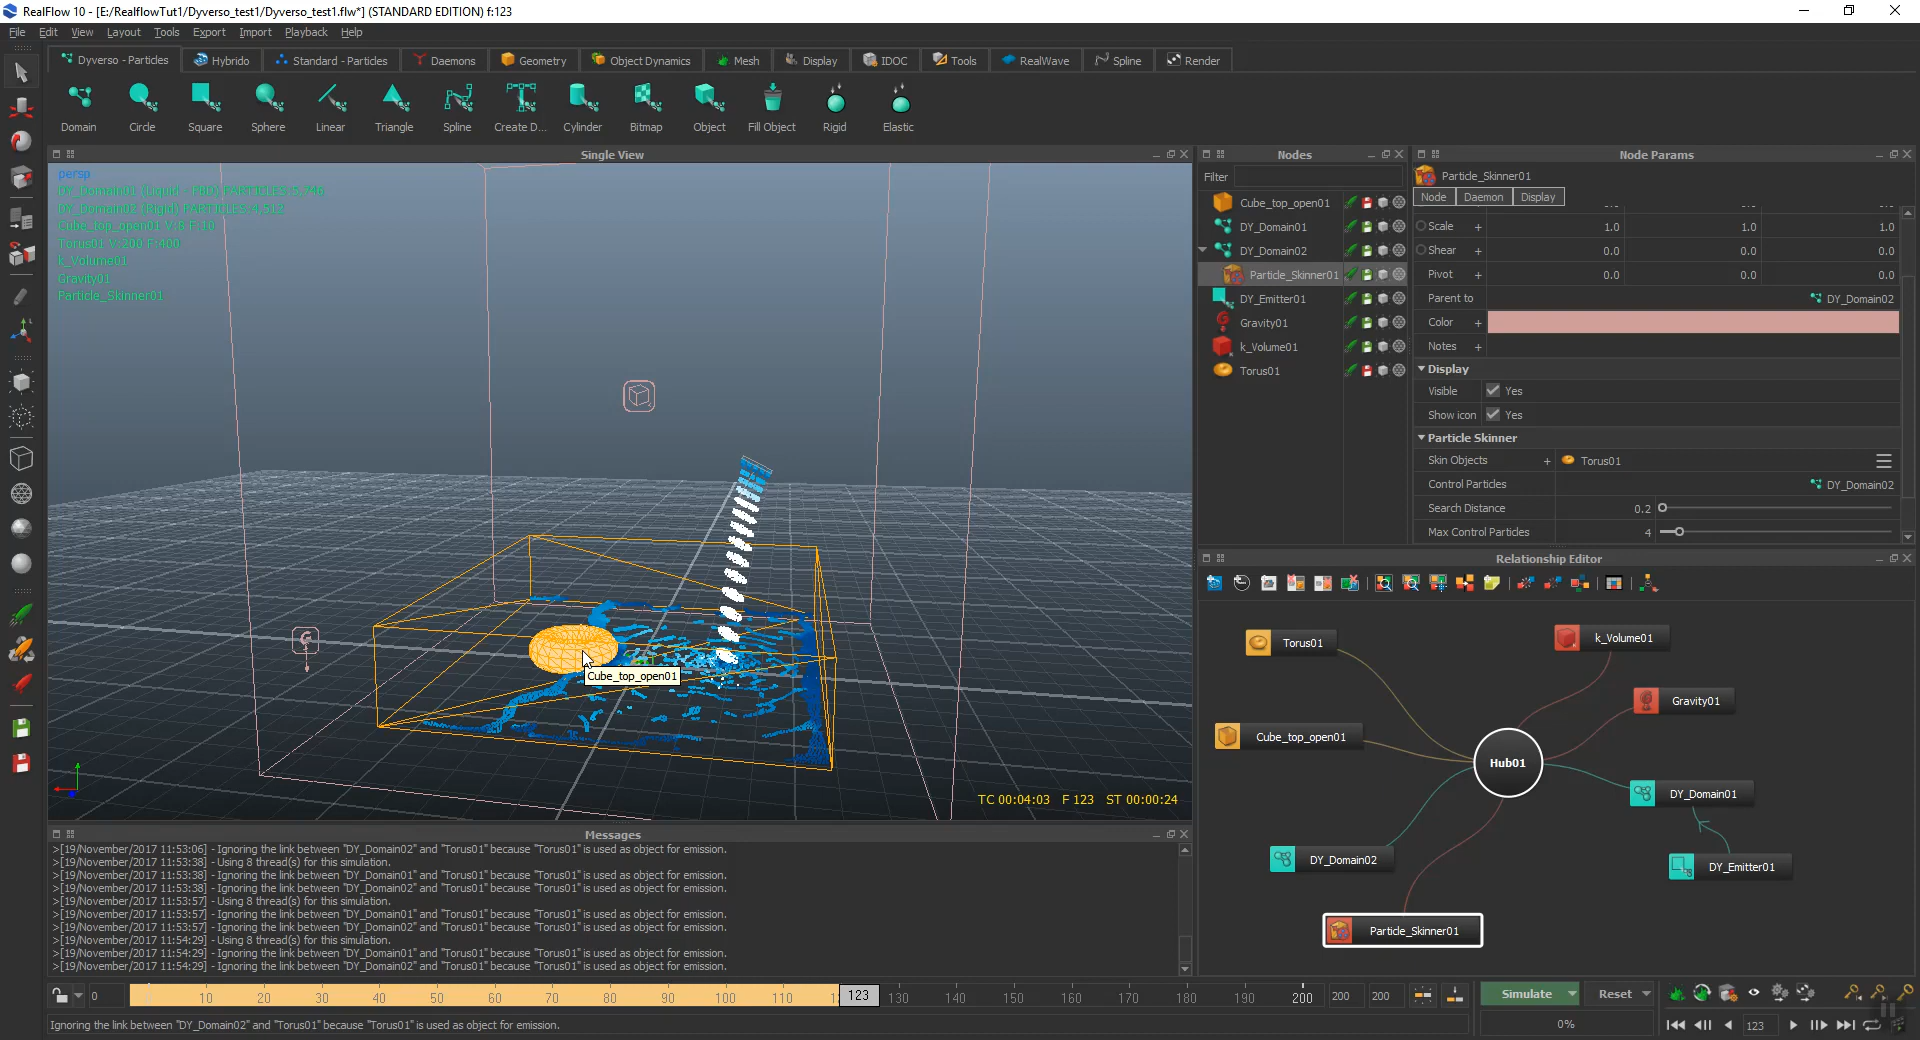 RealFlow 10 - [E:/RealflowTut1/Dyverso_test1/Dyverso_test1.flw*] (STANDARD EDITION) f:123
File Edit View Layout Tools Export Import Playback Help
Dyverso - Particles Hybrido Standard - Particles Daemons Geometry Object Dynamics Mesh Display IDOC Tools RealWave Spline Render
Domain Circle Square Sphere Linear Triangle Spline Create D... Cylinder Bitmap Object Fill Object Rigid Elastic
Single View
persp
DY_Domain01 (Liquid - PBD) PARTICLES:5,746
DY_Domain02 (Rigid) PARTICLES:4,512
Cube_top_open01 V:8 F:10
Torus01 V:200 F:400
k_Volume01
Gravity01
Particle_Skinner01
Cube_top_open01
TC 00:04:03 F 123 ST 00:00:24
Nodes
Filter
Cube_top_open01
DY_Domain01
DY_Domain02
Particle_Skinner01
DY_Emitter01
Gravity01
k_Volume01
Torus01
Node Params
Particle_Skinner01
Node Daemon Display
Scale + 1.0 1.0 1.0
Shear + 0.0 0.0 0.0
Pivot + 0.0 0.0 0.0
Parent to DY_Domain02
Color +
Notes +
Display
Visible Yes
Show icon Yes
Particle Skinner
Skin Objects + Torus01
Control Particles DY_Domain02
Search Distance 0.2
Max Control Particles 4
Relationship Editor
Torus01
k_Volume01
Gravity01
Cube_top_open01
Hub01
DY_Domain01
DY_Domain02
DY_Emitter01
Particle_Skinner01
Messages
>[19/November/2017 11:53:06] - Ignoring the link between "DY_Domain02" and "Torus01" because "Torus01" is used as object for emission.
>[19/November/2017 11:53:38] - Using 8 thread(s) for this simulation.
>[19/November/2017 11:53:38] - Ignoring the link between "DY_Domain01" and "Torus01" because "Torus01" is used as object for emission.
>[19/November/2017 11:53:38] - Ignoring the link between "DY_Domain02" and "Torus01" because "Torus01" is used as object for emission.
>[19/November/2017 11:53:57] - Using 8 thread(s) for this simulation.
>[19/November/2017 11:53:57] - Ignoring the link between "DY_Domain01" and "Torus01" because "Torus01" is used as object for emission.
>[19/November/2017 11:53:57] - Ignoring the link between "DY_Domain02" and "Torus01" because "Torus01" is used as object for emission.
>[19/November/2017 11:54:29] - Using 8 thread(s) for this simulation.
>[19/November/2017 11:54:29] - Ignoring the link between "DY_Domain01" and "Torus01" because "Torus01" is used as object for emission.
>[19/November/2017 11:54:29] - Ignoring the link between "DY_Domain02" and "Torus01" because "Torus01" is used as object for emission.
0 10 20 30 40 50 60 70 80 90 100 110 123 130 140 150 160 170 180 190 200 200 200
Simulate Reset
Ignoring the link between "DY_Domain02" and "Torus01" because "Torus01" is used as object for emission.
0%
123